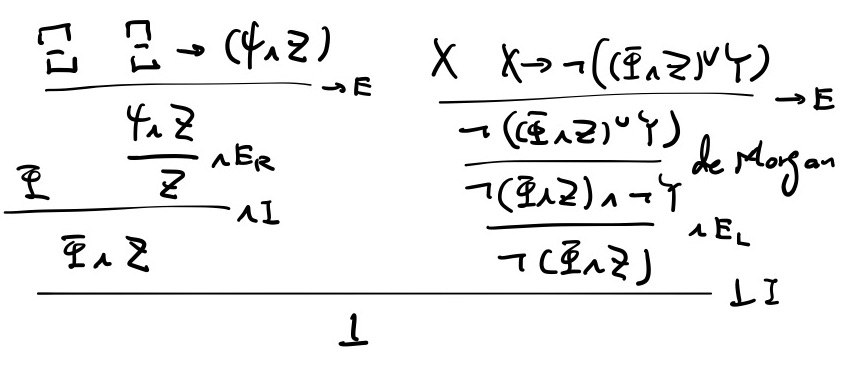 Ξ Ξ → (ψ ∧ Z)
→ E
ψ ∧ Z
∧ E_R
Φ Z
∧ I
Φ ∧ Z
X X → ¬((Φ ∧ Z) ∨ Υ)
→ E
¬((Φ ∧ Z) ∨ Υ)
de Morgan
¬(Φ ∧ Z) ∧ ¬Υ
∧ E_L
¬(Φ ∧ Z)
⊥ I
⊥